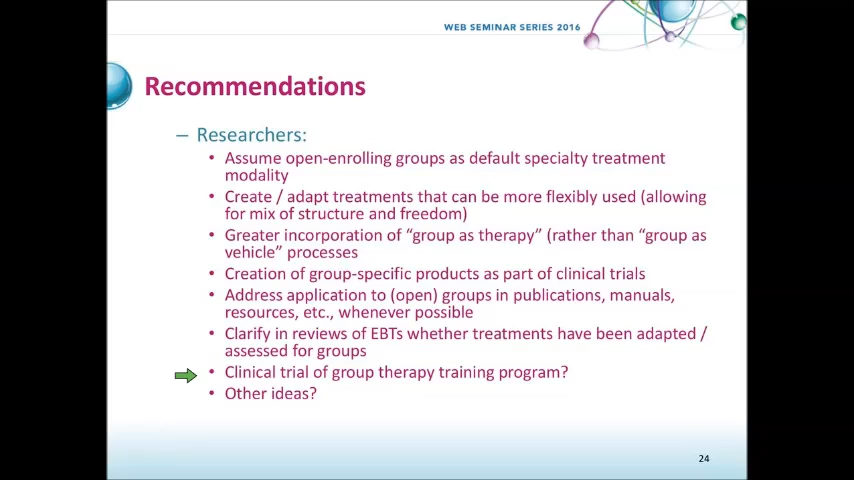 WEB SEMINAR SERIES 2016
Recommendations
– Researchers:
• Assume open-enrolling groups as default specialty treatment
modality
• Create / adapt treatments that can be more flexibly used (allowing
for mix of structure and freedom)
• Greater incorporation of “group as therapy” (rather than “group as
vehicle” processes
• Creation of group-specific products as part of clinical trials
• Address application to (open) groups in publications, manuals,
resources, etc., whenever possible
• Clarify in reviews of EBTs whether treatments have been adapted /
assessed for groups
• Clinical trial of group therapy training program?
• Other ideas?
24